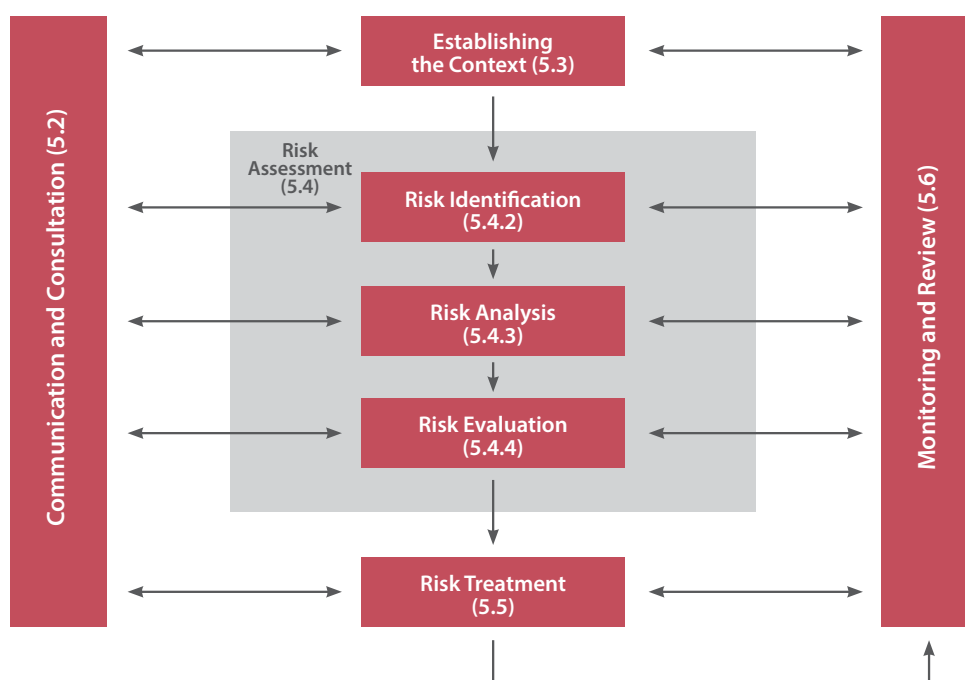 Establishing
the Context (5.3)
Communication and Consultation (5.2)
Risk
Assessment
(5.4)
Risk Identification
(5.4.2)
Risk Analysis
(5.4.3)
Risk Evaluation
(5.4.4)
Risk Treatment
(5.5)
Monitoring and Review (5.6)